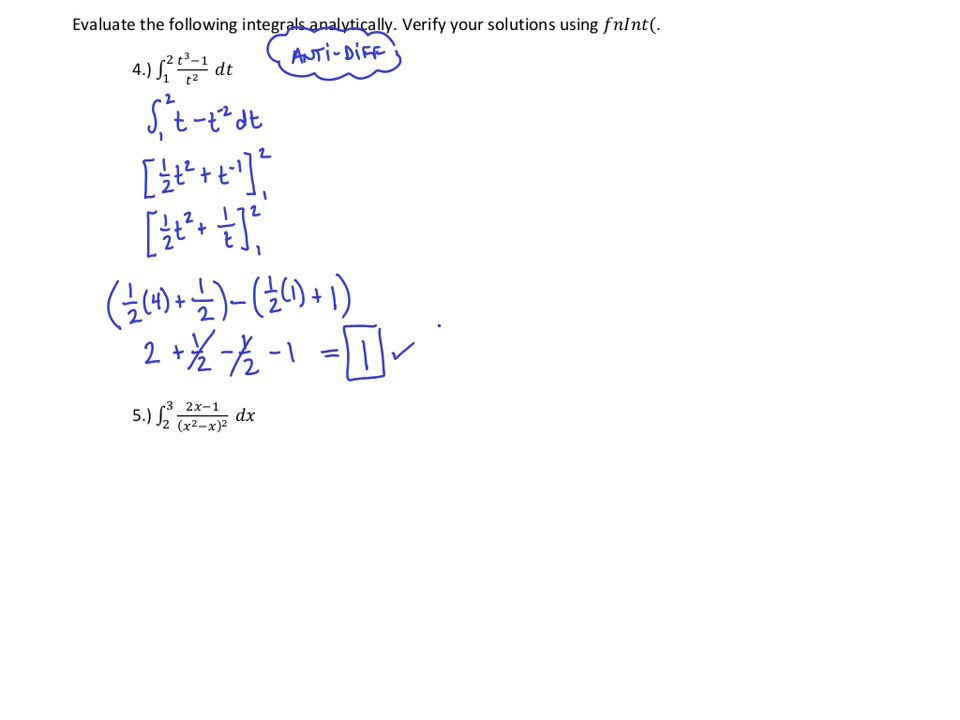 Evaluate the following integrals analytically. Verify your solutions using fnInt(.
ANTI-DIFF
4.) ∫₁² (t³−1)/t² dt
∫₁² t − t⁻² dt
[½t² + t⁻¹]₁²
[½t² + 1/t]₁²
(½(4) + ½) − (½(1) + 1)
2 + ½ − ½ − 1 = 1 ✓
5.) ∫₂³ (2x−1)/(x²−x)² dx